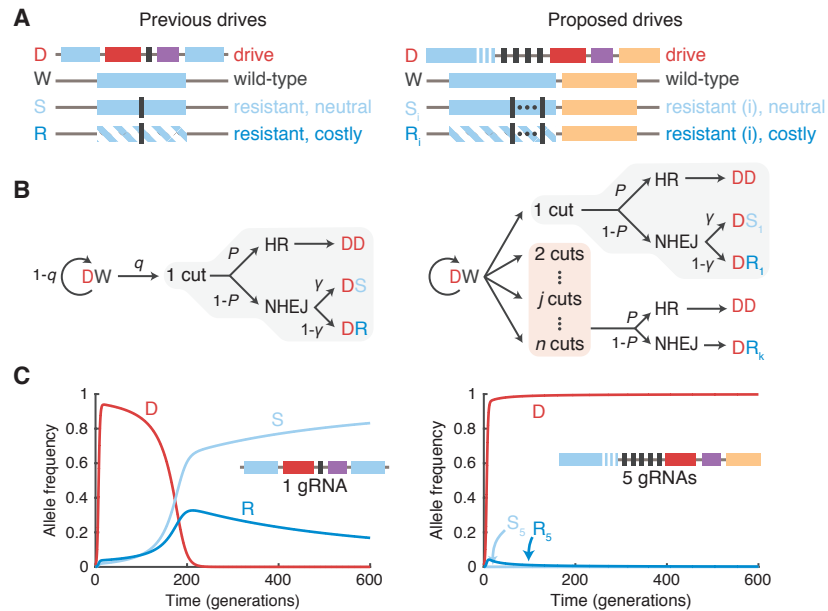 A
Previous drives
Proposed drives
D drive
W wild-type
S resistant, neutral
R resistant, costly
D drive
W wild-type
Si resistant (i), neutral
Ri resistant (i), costly
B
1-q DW q 1 cut
P HR DD
1-P NHEJ
γ DS
1-γ DR
DW
1 cut
P HR DD
1-P NHEJ
γ DS1
1-γ DR1
2 cuts
j cuts
n cuts
P HR DD
1-P NHEJ DRk
C
Allele frequency
1
0.8
0.6
0.4
0.2
0
D
S
R
1 gRNA
0 200 400 600
Time (generations)
Allele frequency
1
0.8
0.6
0.4
0.2
0
D
5 gRNAs
S5 R5
0 200 400 600
Time (generations)